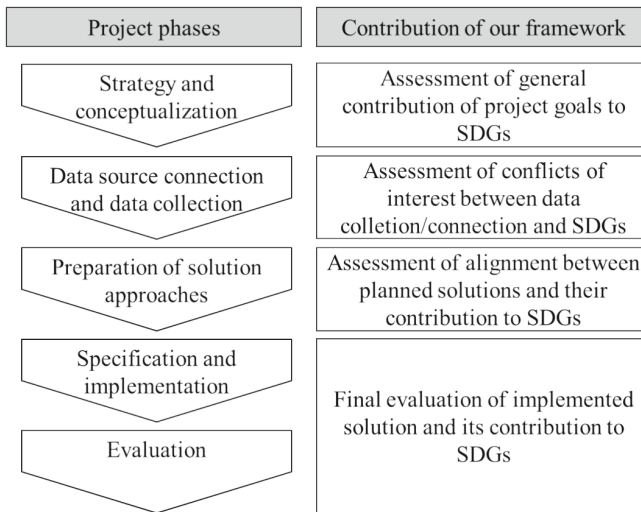 Project phases
Contribution of our framework
Strategy and
conceptualization
Assessment of general
contribution of project goals to
SDGs
Data source connection
and data collection
Assessment of conflicts of
interest between data
colletion/connection and SDGs
Preparation of solution
approaches
Assessment of alignment between
planned solutions and their
contribution to SDGs
Specification and
implementation
Evaluation
Final evaluation of implemented
solution and its contribution to
SDGs